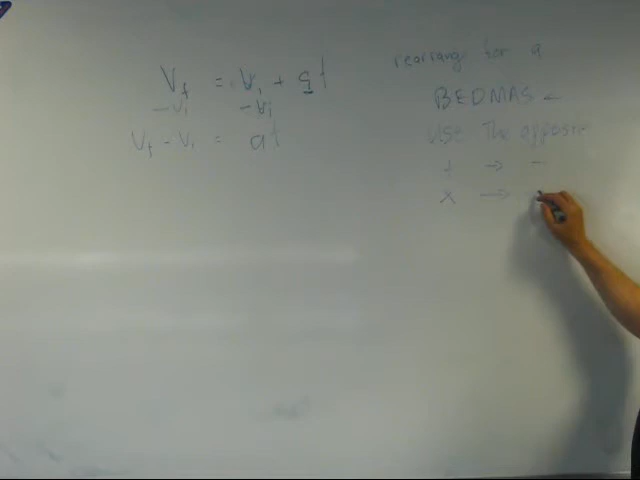 Vf = Vi + at
-Vi -Vi
Vf - Vi = at
rearrange for a
BEDMAS ←
Use The opposite
+ → -
x →